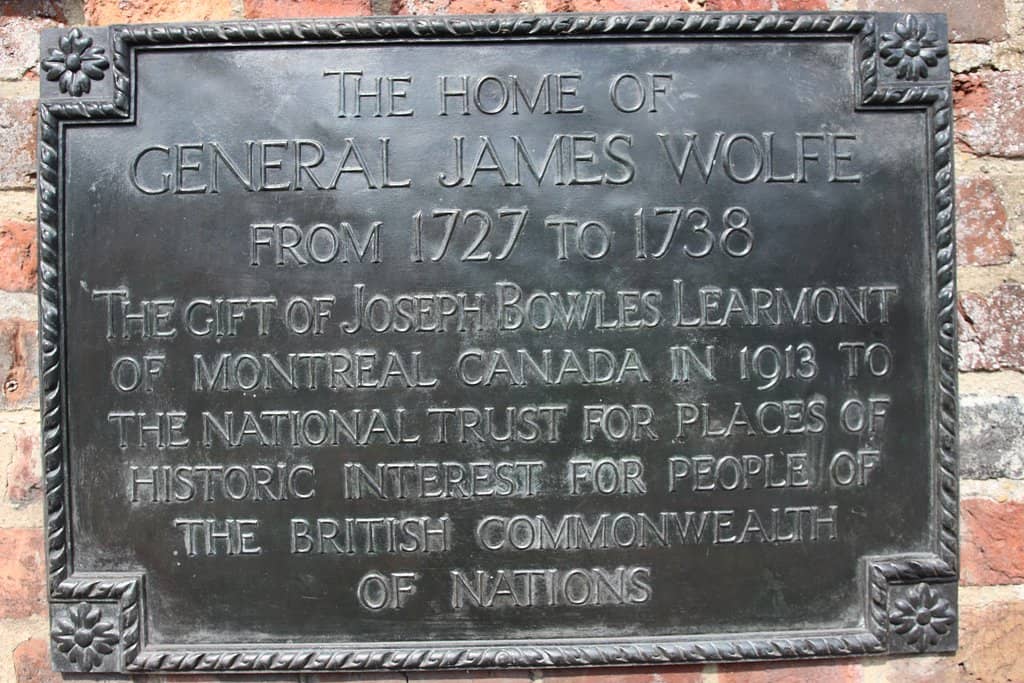 THE HOME OF
GENERAL JAMES WOLFE
FROM 1727 TO 1738
THE GIFT OF JOSEPH BOWLES LEARMONT
OF MONTREAL CANADA IN 1913 TO
THE NATIONAL TRUST FOR PLACES OF
HISTORIC INTEREST FOR PEOPLE OF
THE BRITISH COMMONWEALTH
OF NATIONS